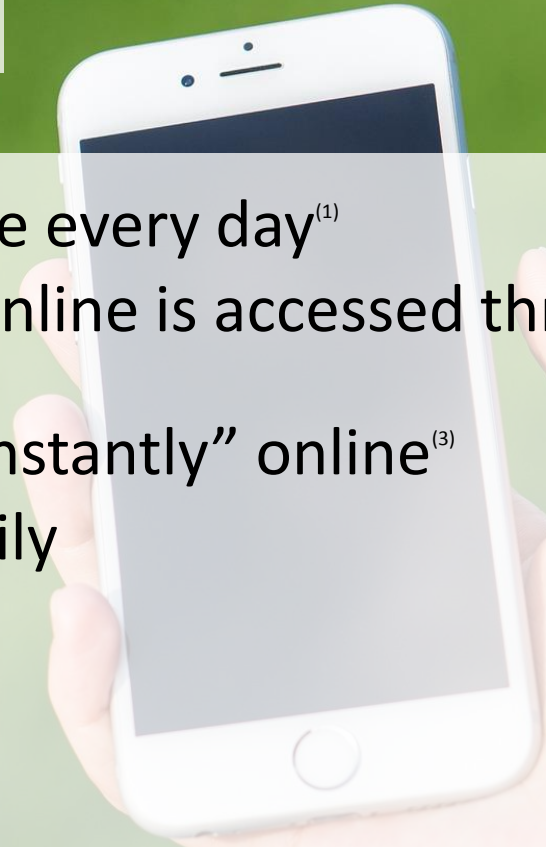 e every day(1)
nline is accessed thr
nstantly” online(3)
ily